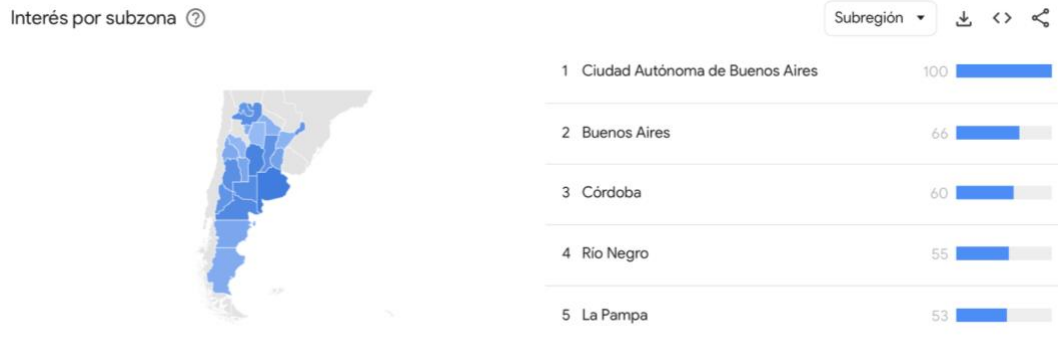 Interés por subzona
Subregión
1 Ciudad Autónoma de Buenos Aires 100
2 Buenos Aires 66
3 Córdoba 60
4 Río Negro 55
5 La Pampa 53